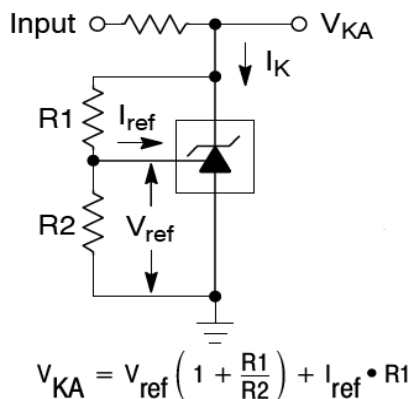 Input
V_KA
I_K
R1
I_ref
V_ref
R2
V_KA = V_ref ( 1 + R1/R2 ) + I_ref • R1